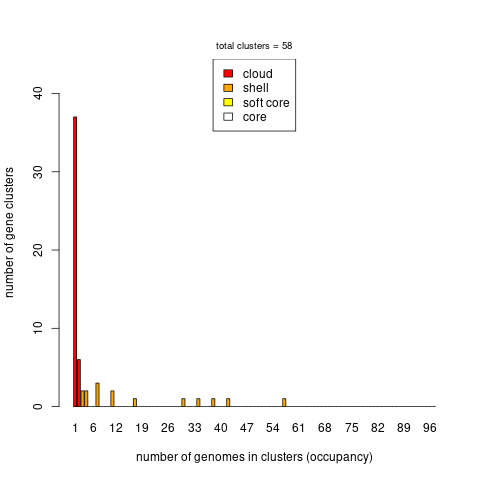 total clusters = 58
cloud
shell
soft core
core
number of gene clusters
40
30
20
10
0
1 6 12 19 26 33 40 47 54 61 68 75 82 89 96
number of genomes in clusters (occupancy)